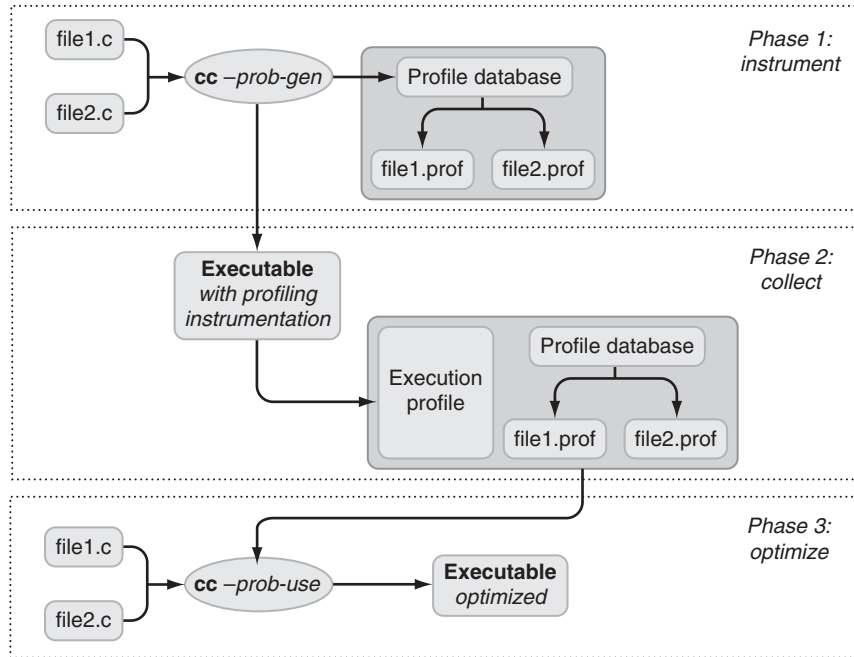 file1.c
file2.c
cc –prob-gen
Profile database
file1.prof
file2.prof
Phase 1:
instrument
Executable
with profiling
instrumentation
Phase 2:
collect
Execution
profile
Profile database
file1.prof
file2.prof
Phase 3:
optimize
file1.c
file2.c
cc –prob-use
Executable
optimized